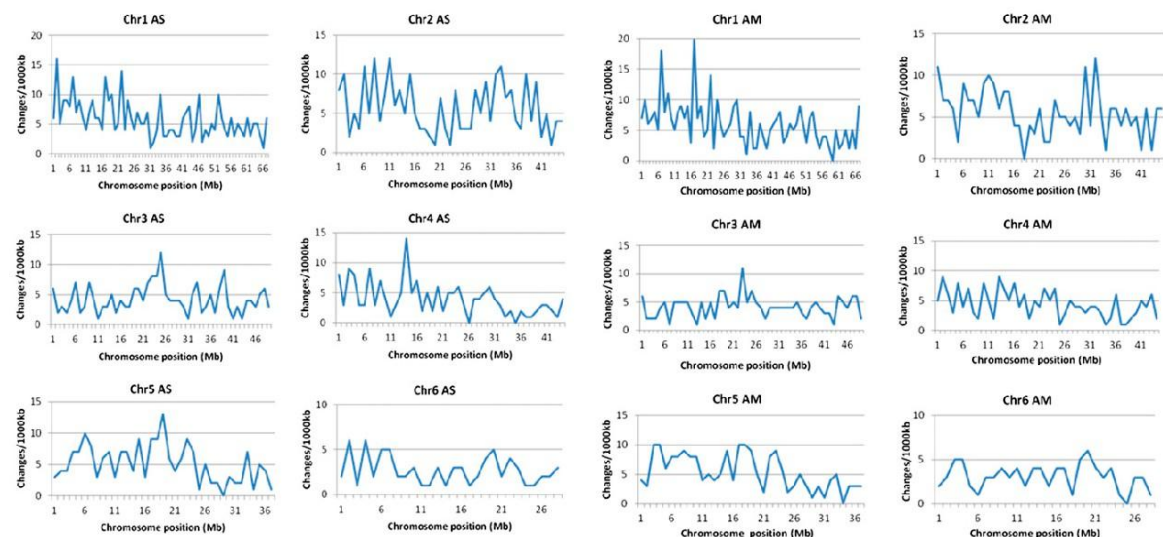 Chr1 AS
Changes/1000kb
20
15
10
5
0
1 6 11 16 21 26 31 36 41 46 51 56 61 66
Chromosome position (Mb)
Chr2 AS
15
10
5
0
1 6 11 16 21 26 31 36 41
Chromosome position (Mb)
Chr1 AM
Changes/1000kb
20
15
10
5
0
1 6 11 16 21 26 31 36 41 46 51 56 61 66
Chromosome position (Mb)
Chr2 AM
15
10
5
0
1 6 11 16 21 26 31 36 41
Chromosome position (Mb)
Chr3 AS
Changes/1000kb
15
10
5
0
1 6 11 16 21 26 31 36 41 46
Chromosome position (Mb)
Chr4 AS
15
10
5
0
1 6 11 16 21 26 31 36 41
Chromosome position (Mb)
Chr3 AM
Changes/1000kb
15
10
5
0
1 6 11 16 21 26 31 36 41 46
Chromosome position (Mb)
Chr4 AM
15
10
5
0
1 6 11 16 21 26 31 36 41
Chromosome position (Mb)
Chr5 AS
Changes/1000kb
15
10
5
0
1 6 11 16 21 26 31 36
Chromosome position (Mb)
Chr6 AS
10
5
0
1 6 11 16 21 26
Chromosome position (Mb)
Chr5 AM
Changes/1000kb
15
10
5
0
1 6 11 16 21 26 31 36
Chromosome position (Mb)
Chr6 AM
10
5
0
1 6 11 16 21 26
Chromosome position (Mb)